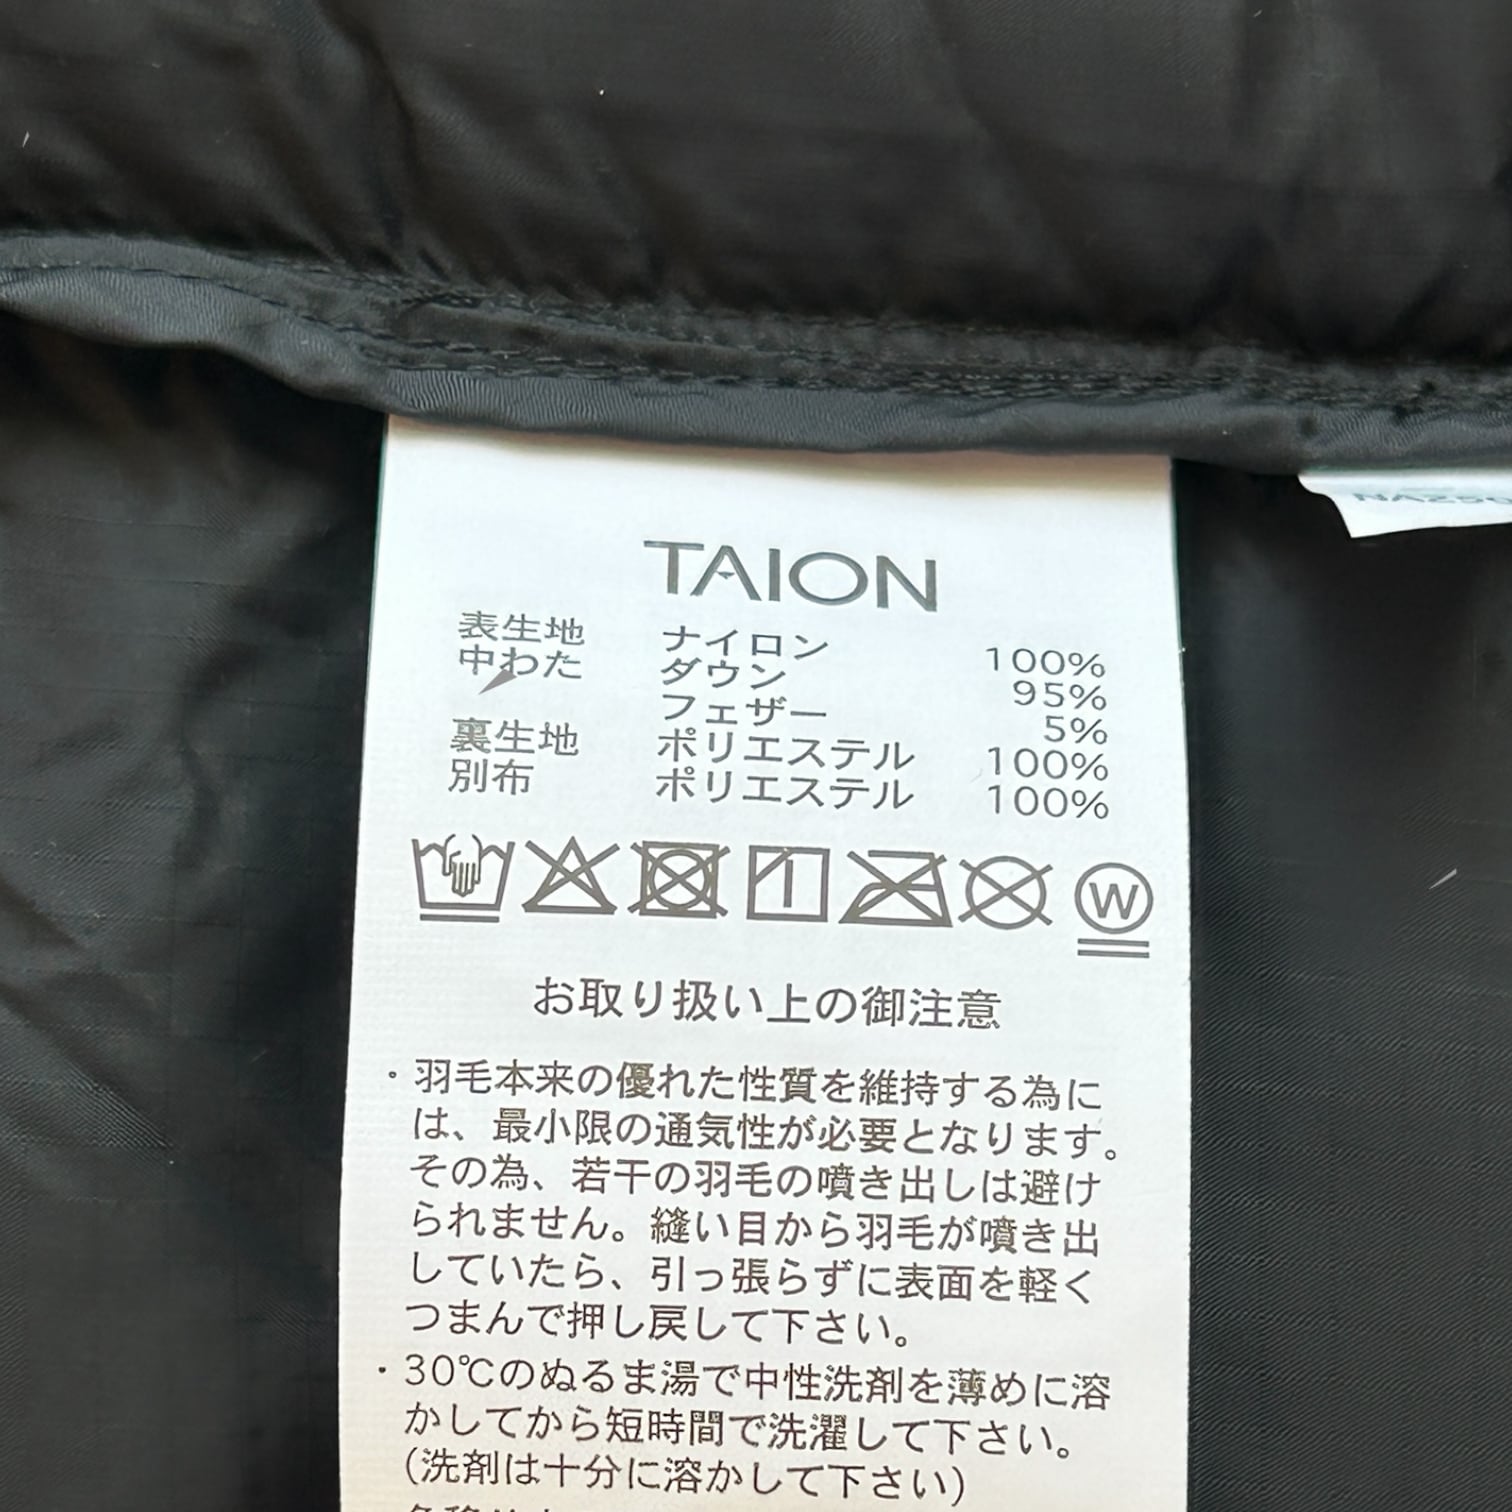 TAION
表生地 ナイロン 100%
中わた ダウン 95%
フェザー 5%
裏生地 ポリエステル 100%
別布 ポリエステル 100%
W
お取り扱い上の御注意
・羽毛本来の優れた性質を維持する為に
は、最小限の通気性が必要となります。
その為、若干の羽毛の噴き出しは避け
られません。縫い目から羽毛が噴き出
していたら、引っ張らずに表面を軽く
つまんで押し戻して下さい。
・30℃のぬるま湯で中性洗剤を薄めに溶
かしてから短時間で洗濯して下さい。
(洗剤は十分に溶かして下さい)